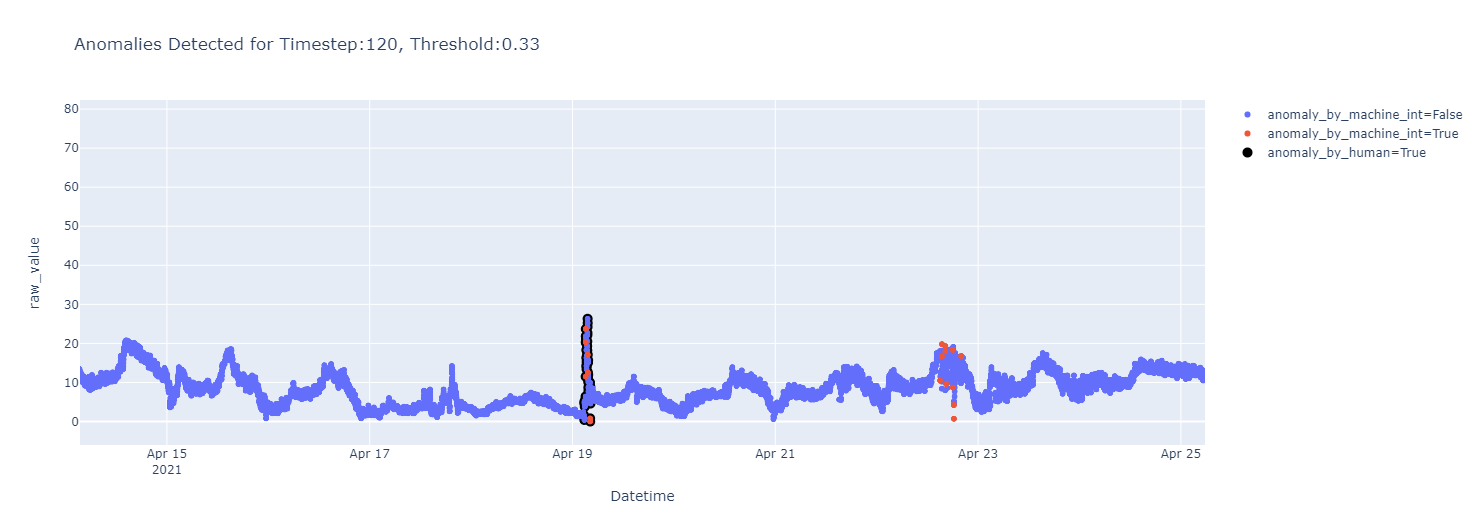 Anomalies Detected for Timestep:120, Threshold:0.33
80
70
60
50
40
30
20
10
0
raw_value
Apr 15
2021
Apr 17
Apr 19
Apr 21
Apr 23
Apr 25
Datetime
anomaly_by_machine_int=False
anomaly_by_machine_int=True
anomaly_by_human=True